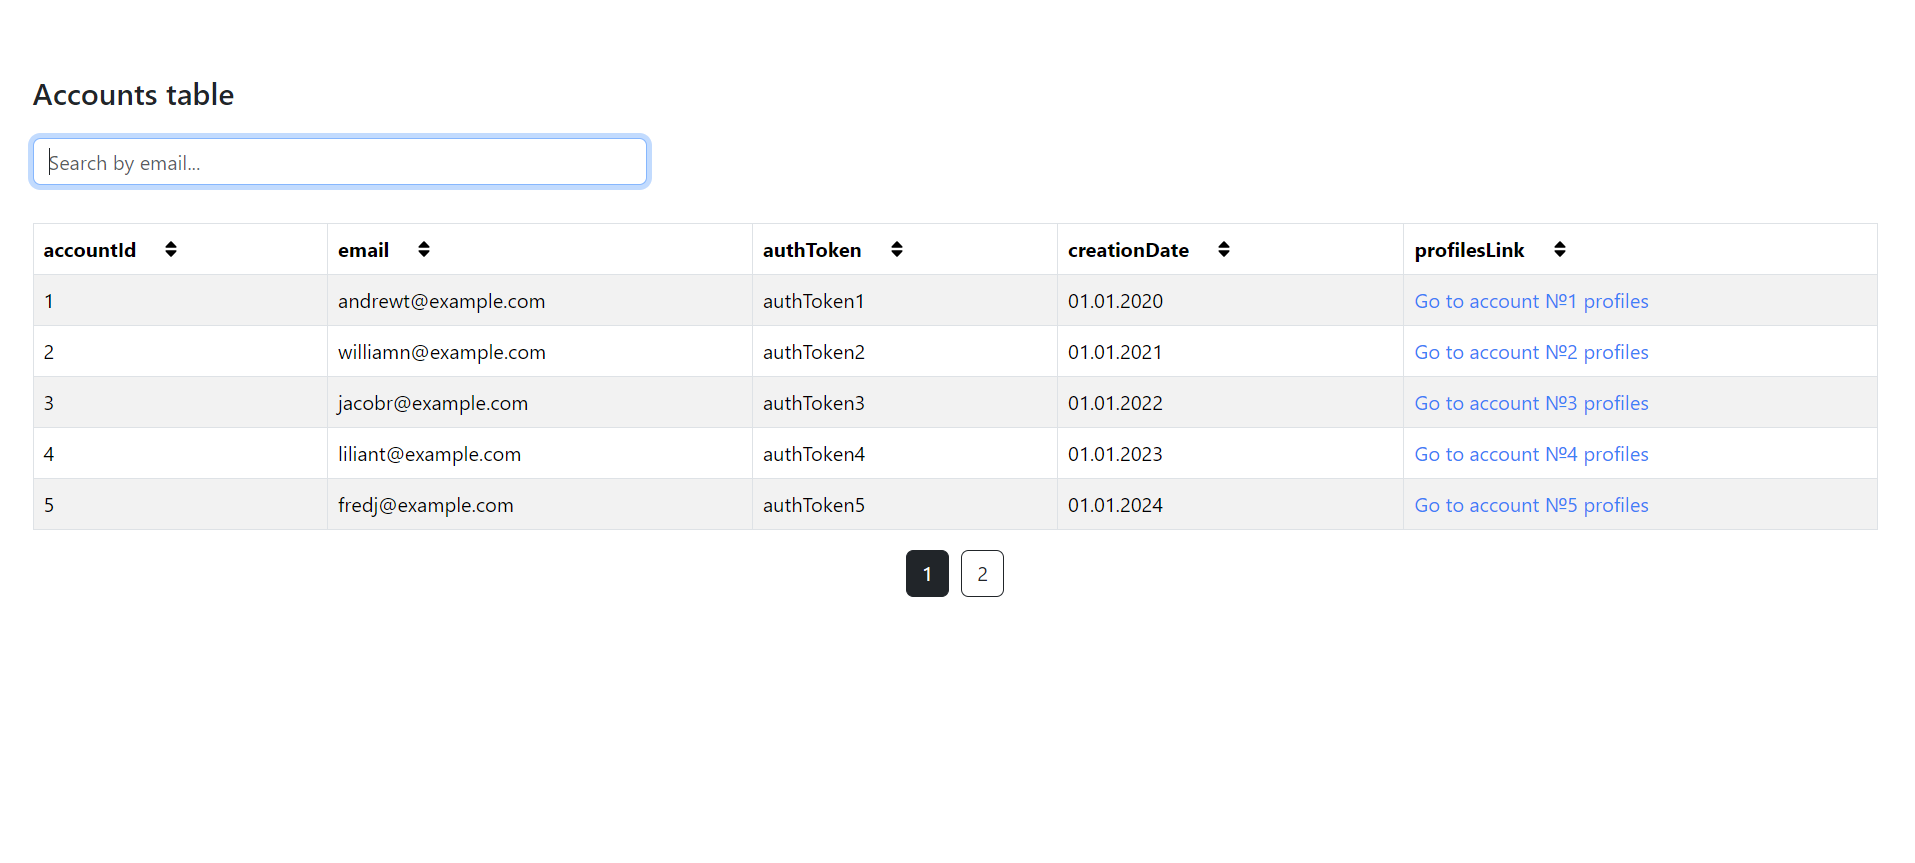 Accounts table
Search by email...
accountId email authToken creationDate profilesLink
1 andrewt@example.com authToken1 01.01.2020 Go to account №1 profiles
2 williamn@example.com authToken2 01.01.2021 Go to account №2 profiles
3 jacobr@example.com authToken3 01.01.2022 Go to account №3 profiles
4 liliant@example.com authToken4 01.01.2023 Go to account №4 profiles
5 fredj@example.com authToken5 01.01.2024 Go to account №5 profiles
1 2